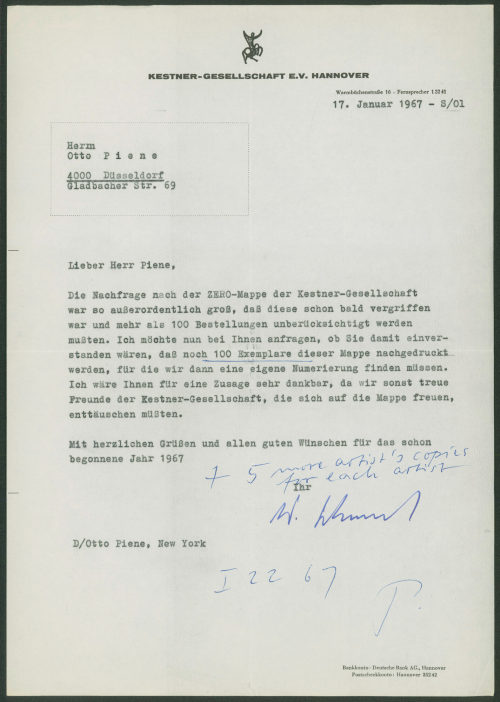 KESTNER-GESELLSCHAFT E.V. HANNOVER
Warmbüchenstraße 16 - Fernsprecher 1 32 41
17. Januar 1967 - S/Ol
Herrn
Otto P i e n e
4000 Düsseldorf
Gladbacher Str. 69
Lieber Herr Piene,
Die Nachfrage nach der ZERO-Mappe der Kestner-Gesellschaft
war so außerordentlich groß, daß diese schon bald vergriffen
war und mehr als 100 Bestellungen unberücksichtigt werden
mußten. Ich möchte nun bei Ihnen anfragen, ob Sie damit einver-
standen wären, daß noch 100 Exemplare dieser Mappe nachgedruckt
werden, für die wir dann eine eigene Numerierung finden müssen.
Ich wäre Ihnen für eine Zusage sehr dankbar, da wir sonst treue
Freunde der Kestner-Gesellschaft, die sich auf die Mappe freuen,
enttäuschen müßten.
Mit herzlichen Grüßen und allen guten Wünschen für das schon
begonnene Jahr 1967
+ 5 more artist's copies
for each artist
Ihr
D/Otto Piene, New York
I 22 67
P.
Bankkonto: Deutsche Bank AG., Hannover
Postscheckkonto: Hannover 352 42